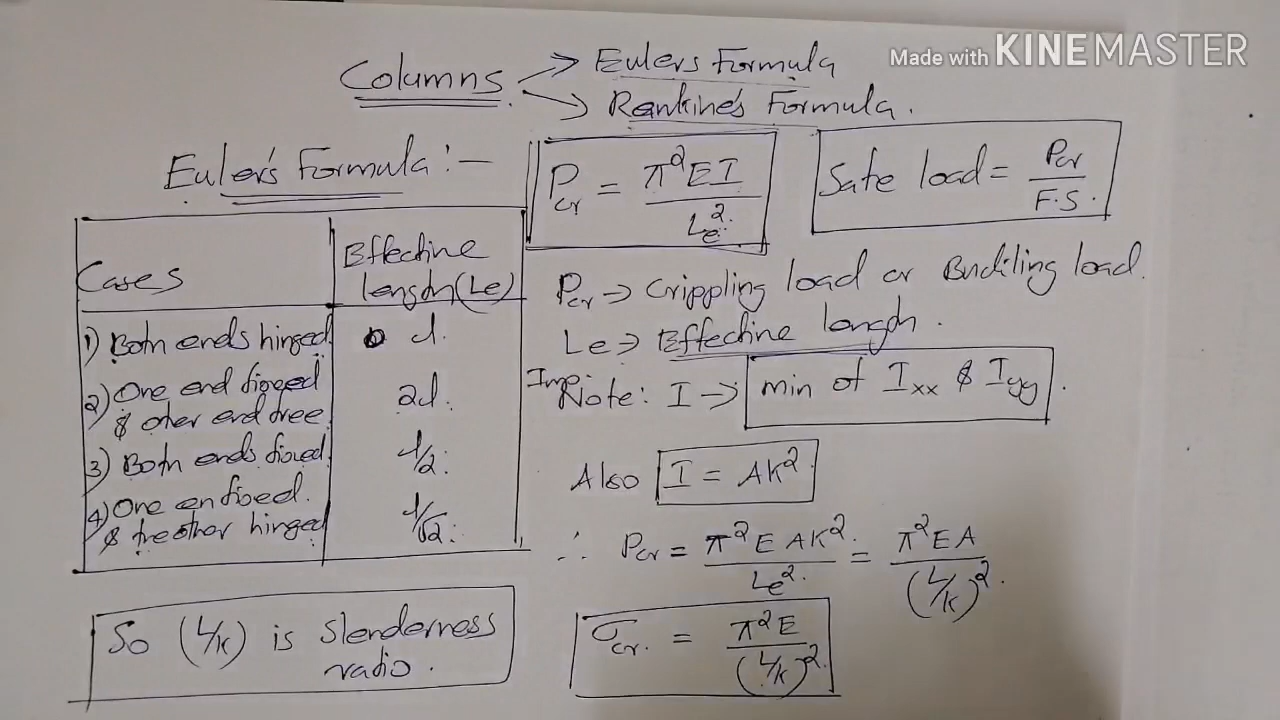 Made with KINEMASTER
Columns → Eulers Formula
→ Rankine's Formula.
Euler's Formula :-
Pcr = π²EI / Le²
Safe load = Pcr / F.S.
Cases | Effective length (Le)
1) Both ends hinged | l.
2) One end fixed & other end free | 2l.
3) Both ends fixed | l/2.
4) One en fixed. & the other hinged | l/√2.
So (L/K) is slenderness
ratio.
Pcr → Crippling load or Buckling load.
Le → Effective length.
Imp.
Note: I → min of Ixx & Iyy.
Also I = AK²
∴ Pcr = π²EAK² / Le² = π²EA / (L/K)².
σcr. = π²E / (L/K)².